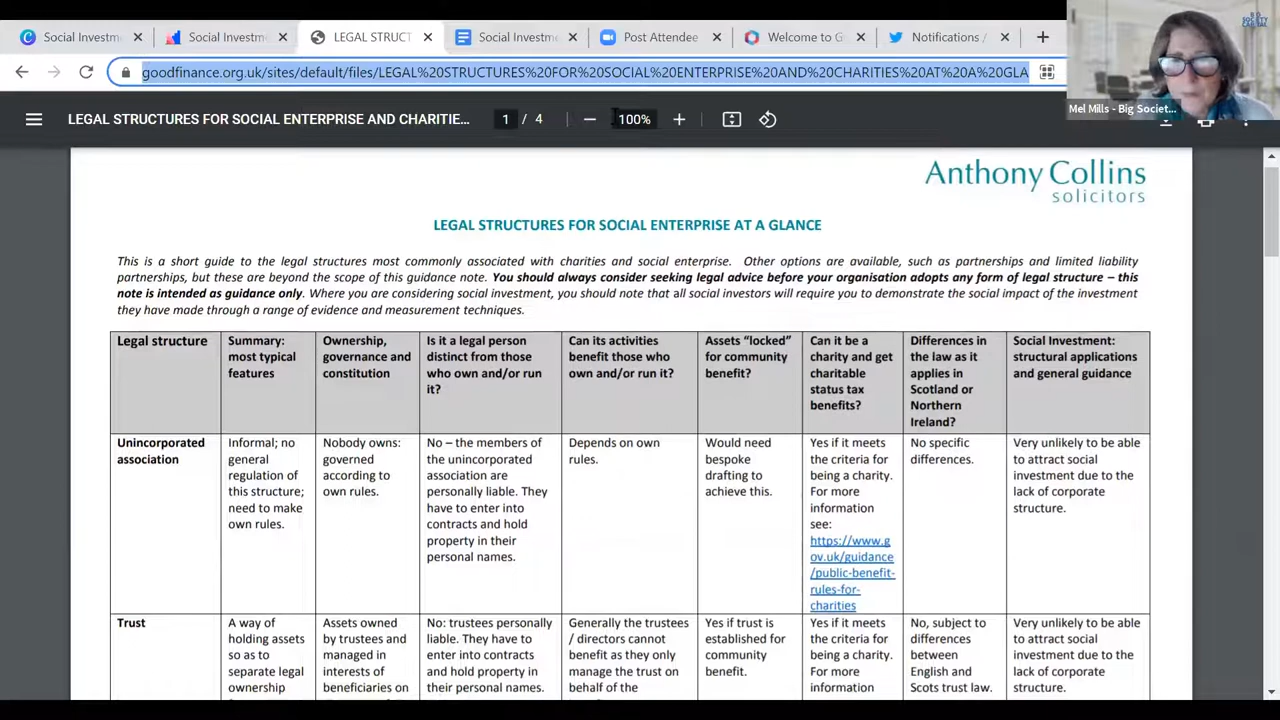 Social Investm
Social Investm
LEGAL STRUCT
Social Investm
Post Attendee
Welcome to G
Notifications /
goodfinance.org.uk/sites/default/files/LEGAL%20STRUCTURES%20FOR%20SOCIAL%20ENTERPRISE%20AND%20CHARITIES%20AT%20A%20GLA
Mel Mills - Big Societ...
LEGAL STRUCTURES FOR SOCIAL ENTERPRISE AND CHARITIE...
1 / 4
100%
Anthony Collins
solicitors
LEGAL STRUCTURES FOR SOCIAL ENTERPRISE AT A GLANCE
This is a short guide to the legal structures most commonly associated with charities and social enterprise. Other options are available, such as partnerships and limited liability
partnerships, but these are beyond the scope of this guidance note. You should always consider seeking legal advice before your organisation adopts any form of legal structure – this
note is intended as guidance only. Where you are considering social investment, you should note that all social investors will require you to demonstrate the social impact of the investment
they have made through a range of evidence and measurement techniques.
Legal structure
Summary:
most typical
features
Ownership,
governance and
constitution
Is it a legal person
distinct from those
who own and/or run
it?
Can its activities
benefit those who
own and/or run it?
Assets “locked”
for community
benefit?
Can it be a
charity and get
charitable
status tax
benefits?
Differences in
the law as it
applies in
Scotland or
Northern
Ireland?
Social Investment:
structural applications
and general guidance
Unincorporated
association
Informal; no
general
regulation of
this structure;
need to make
own rules.
Nobody owns:
governed
according to
own rules.
No – the members of
the unincorporated
association are
personally liable. They
have to enter into
contracts and hold
property in their
personal names.
Depends on own
rules.
Would need
bespoke
drafting to
achieve this.
Yes if it meets
the criteria for
being a charity.
For more
information
see:
https://www.g
ov.uk/guidance
/public-benefit-
rules-for-
charities
No specific
differences.
Very unlikely to be able
to attract social
investment due to the
lack of corporate
structure.
Trust
A way of
holding assets
so as to
separate legal
ownership
Assets owned
by trustees and
managed in
interests of
beneficiaries on
No: trustees personally
liable. They have to
enter into contracts
and hold property in
their personal names.
Generally the trustees
/ directors cannot
benefit as they only
manage the trust on
behalf of the
Yes if trust is
established for
community
benefit.
Yes if it meets
the criteria for
being a charity.
For more
information
No, subject to
differences
between
English and
Scots trust law.
Very unlikely to be able
to attract social
investment due to the
lack of corporate
structure.